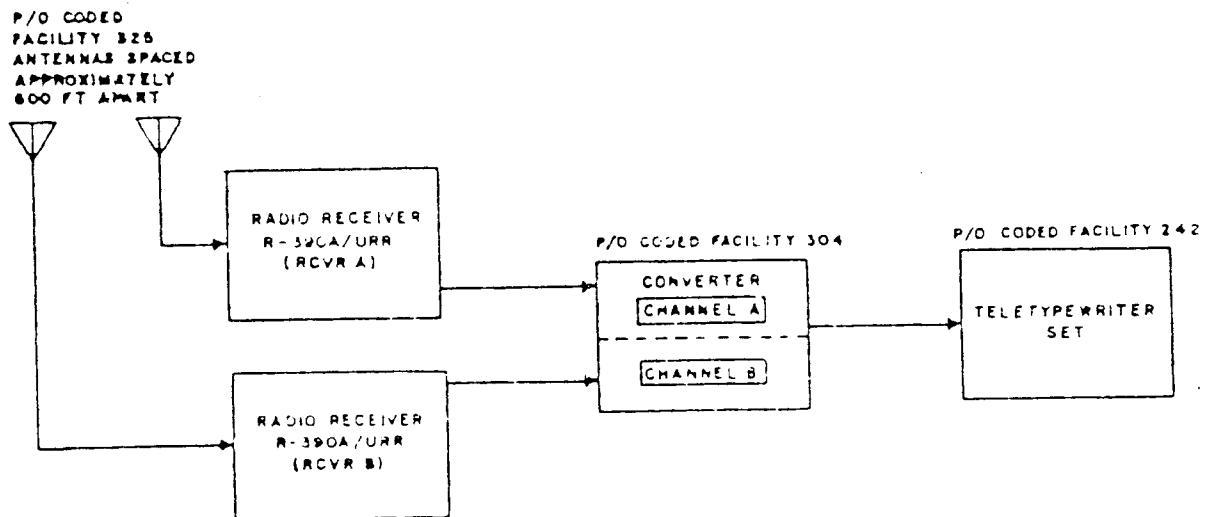 P/O CODED
FACILITY 325
ANTENNAS SPACED
APPROXIMATELY
600 FT APART
RADIO RECEIVER
R-390A/URR
(RCVR A)
P/O CODED FACILITY 304
CONVERTER
CHANNEL A
CHANNEL B
P/O CODED FACILITY 242
TELETYPEWRITER
SET
RADIO RECEIVER
R-390A/URR
(RCVR B)